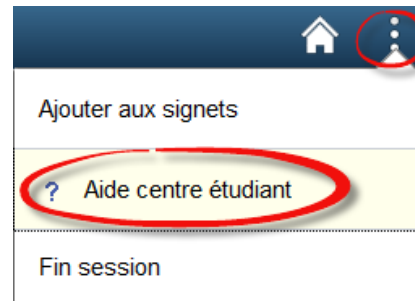 Ajouter aux signets
? Aide centre étudiant
Fin session